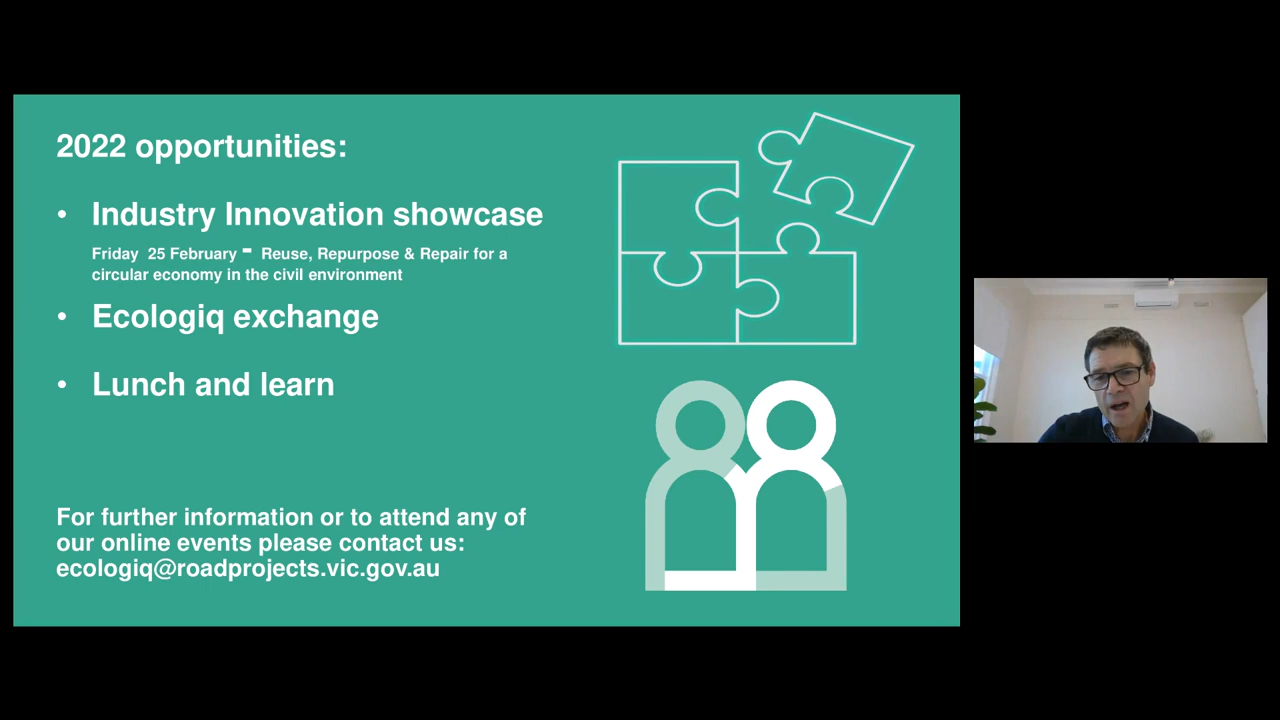 2022 opportunities:
• Industry Innovation showcase
Friday  25 February -  Reuse, Repurpose & Repair for a
circular economy in the civil environment
• Ecologiq exchange
• Lunch and learn
For further information or to attend any of
our online events please contact us:
ecologiq@roadprojects.vic.gov.au